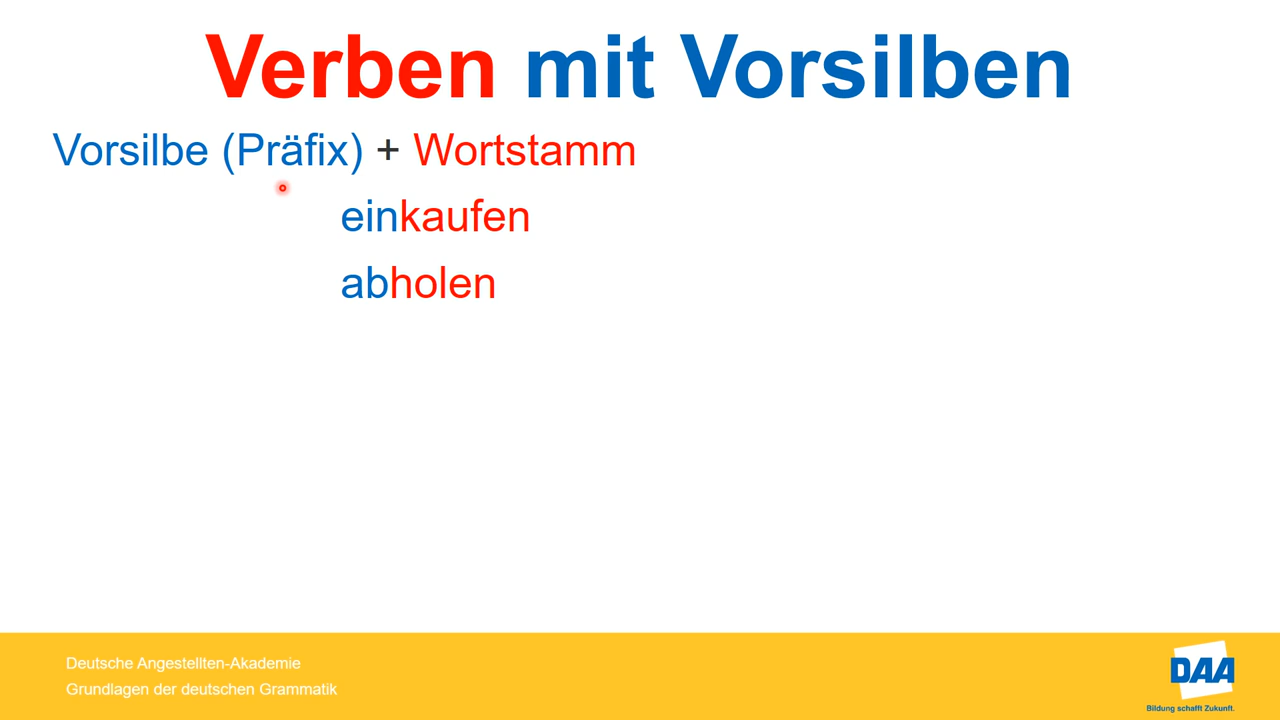 Verben mit Vorsilben
Vorsilbe (Präfix) + Wortstamm
einkaufen
abholen
Deutsche Angestellten-Akademie
Grundlagen der deutschen Grammatik
DAA
Bildung schafft Zukunft.